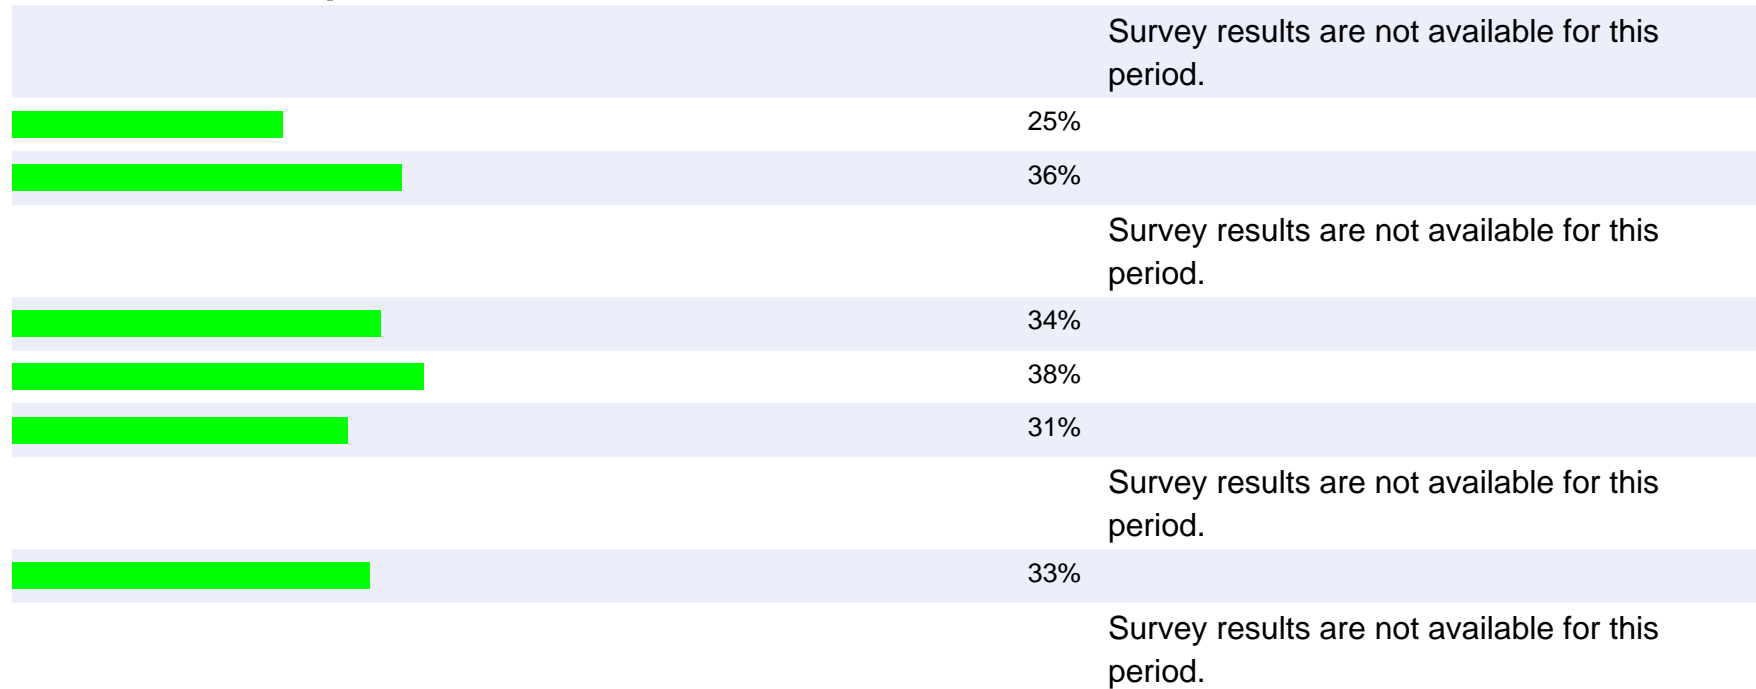 Survey results are not available for this
period.
25%
36%
Survey results are not available for this
period.
34%
38%
31%
Survey results are not available for this
period.
33%
Survey results are not available for this
period.